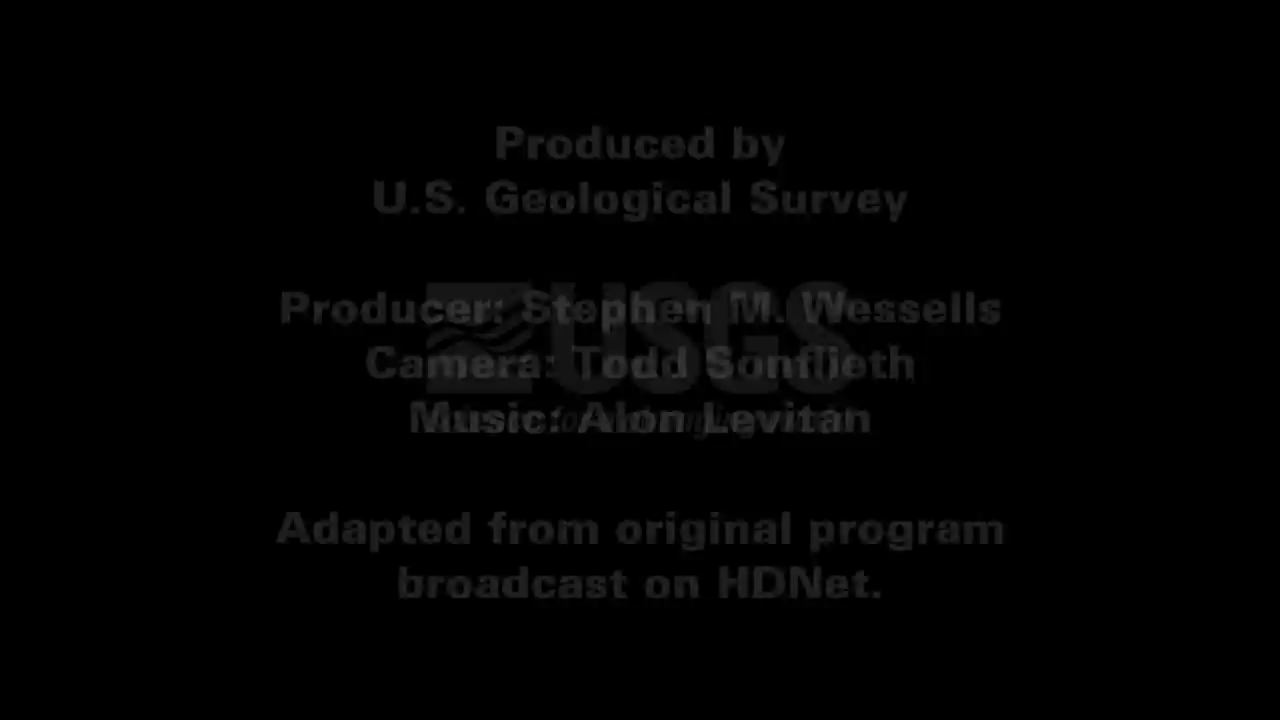 Produced by
U.S. Geological Survey
USGS
Producer: Stephen M. Wessells
Camera: Todd Sonflieth
Music: Alon Levitan
Adapted from original program
broadcast on HDNet.